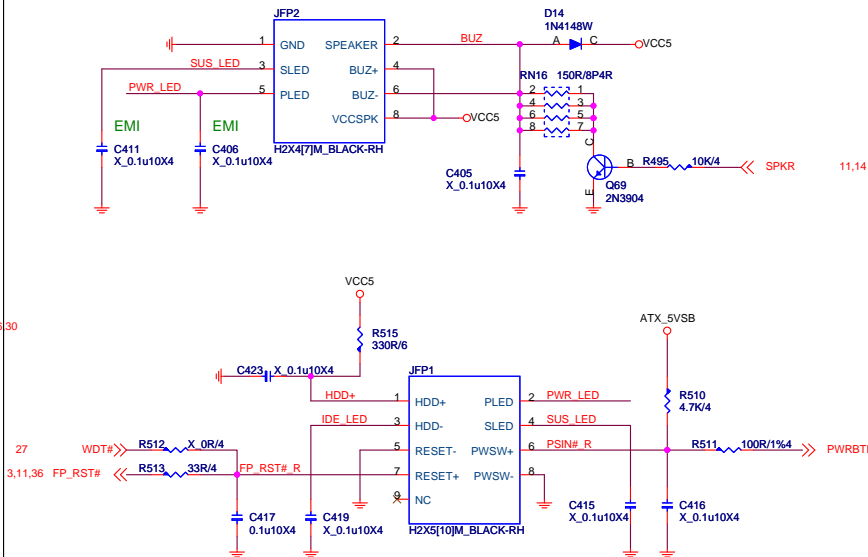 JFP2
D14
1N4148W
1 GND SPEAKER 2 BUZ A C VCC5
SUS_LED 3 SLED BUZ+ 4
RN16 150R/8P4R
PWR_LED 5 PLED BUZ- 6
2 1
4 3
6 5
8 7
VCCSPK 8 VCC5
EMI EMI
C411
X_0.1u10X4
C406
X_0.1u10X4
H2X4[7]M_BLACK-RH
C405
X_0.1u10X4
C
B R495 10K/4 SPKR 11,14
E
Q69
2N3904
VCC5
ATX_5VSB
30
R515
330R/6
C423 X_0.1u10X4
JFP1
HDD+ 1 HDD+ PLED 2 PWR_LED
R510
4.7K/4
IDE_LED 3 HDD- SLED 4 SUS_LED
27 WDT# R512 X_0R/4
5 RESET- PWSW+ 6 PSIN#_R R511 100R/1%4 PWRBT
3,11,36 FP_RST# R513 33R/4 FP_RST#_R 7 RESET+ PWSW- 8
9 NC
C417
0.1u10X4
C419
X_0.1u10X4
H2X5[10]M_BLACK-RH
C415
X_0.1u10X4
C416
X_0.1u10X4